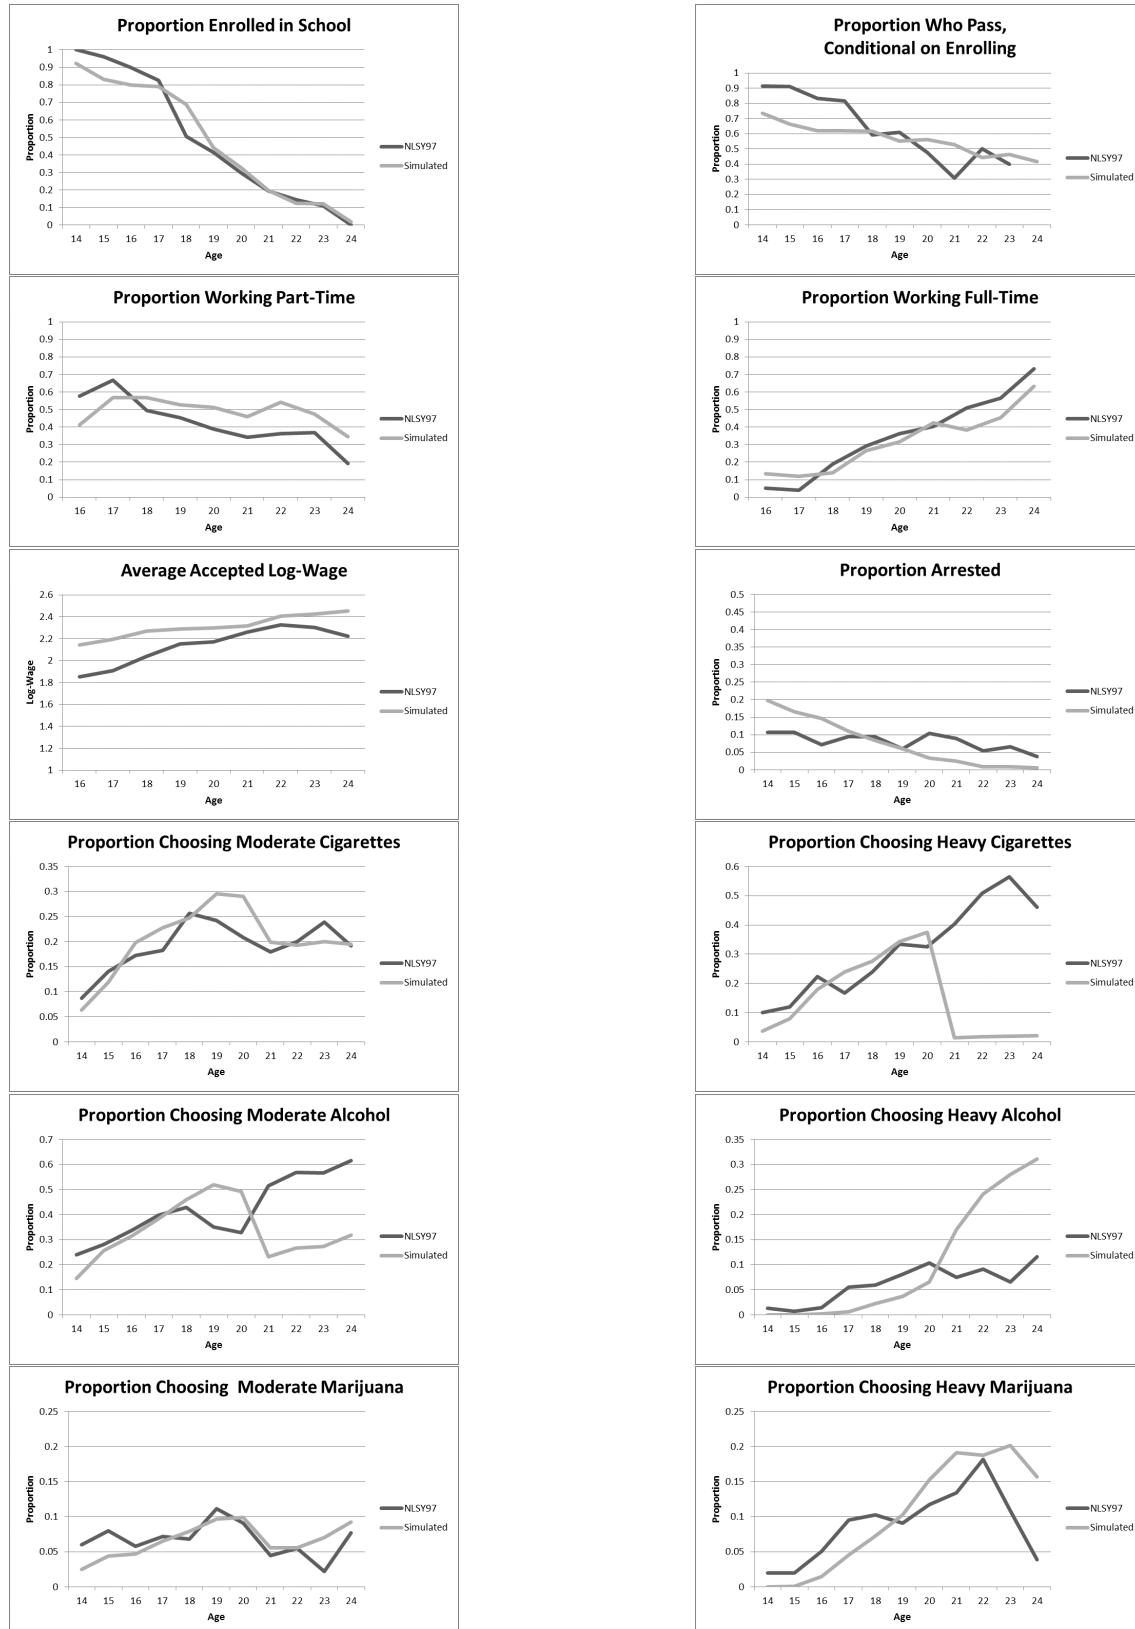 Proportion Enrolled in School
1
0.9
0.8
0.7
0.6
0.5
0.4
0.3
0.2
0.1
0
Proportion
14 15 16 17 18 19 20 21 22 23 24
Age
NLSY97
Simulated
Proportion Who Pass,
Conditional on Enrolling
1
0.9
0.8
0.7
0.6
0.5
0.4
0.3
0.2
0.1
0
Proportion
14 15 16 17 18 19 20 21 22 23 24
Age
NLSY97
Simulated
Proportion Working Part-Time
1
0.9
0.8
0.7
0.6
0.5
0.4
0.3
0.2
0.1
0
Proportion
16 17 18 19 20 21 22 23 24
Age
NLSY97
Simulated
Proportion Working Full-Time
1
0.9
0.8
0.7
0.6
0.5
0.4
0.3
0.2
0.1
0
Proportion
16 17 18 19 20 21 22 23 24
Age
NLSY97
Simulated
Average Accepted Log-Wage
2.6
2.4
2.2
2
1.8
1.6
1.4
1.2
1
Log-Wage
16 17 18 19 20 21 22 23 24
Age
NLSY97
Simulated
Proportion Arrested
0.5
0.45
0.4
0.35
0.3
0.25
0.2
0.15
0.1
0.05
0
Proportion
14 15 16 17 18 19 20 21 22 23 24
Age
NLSY97
Simulated
Proportion Choosing Moderate Cigarettes
0.35
0.3
0.25
0.2
0.15
0.1
0.05
0
Proportion
14 15 16 17 18 19 20 21 22 23 24
Age
NLSY97
Simulated
Proportion Choosing Heavy Cigarettes
0.6
0.5
0.4
0.3
0.2
0.1
0
Proportion
14 15 16 17 18 19 20 21 22 23 24
Age
NLSY97
Simulated
Proportion Choosing Moderate Alcohol
0.7
0.6
0.5
0.4
0.3
0.2
0.1
0
Proportion
14 15 16 17 18 19 20 21 22 23 24
Age
NLSY97
Simulated
Proportion Choosing Heavy Alcohol
0.35
0.3
0.25
0.2
0.15
0.1
0.05
0
Proportion
14 15 16 17 18 19 20 21 22 23 24
Age
NLSY97
Simulated
Proportion Choosing Moderate Marijuana
0.25
0.2
0.15
0.1
0.05
0
Proportion
14 15 16 17 18 19 20 21 22 23 24
Age
NLSY97
Simulated
Proportion Choosing Heavy Marijuana
0.25
0.2
0.15
0.1
0.05
0
Proportion
14 15 16 17 18 19 20 21 22 23 24
Age
NLSY97
Simulated